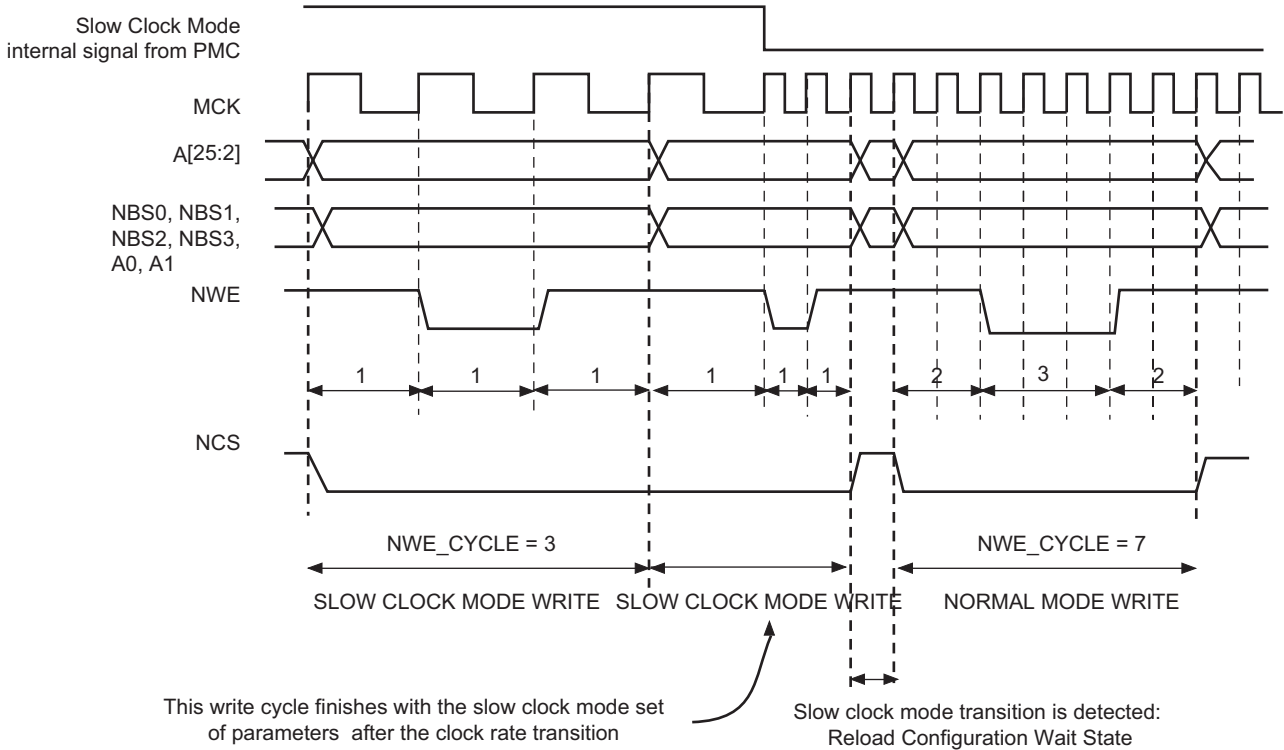 Slow Clock Mode
internal signal from PMC
MCK
A[25:2]
NBS0, NBS1,
NBS2, NBS3,
A0, A1
NWE
1 1 1 1 1 1 2 3 2
NCS
NWE_CYCLE = 3 NWE_CYCLE = 7
SLOW CLOCK MODE WRITE SLOW CLOCK MODE WRITE NORMAL MODE WRITE
This write cycle finishes with the slow clock mode set
of parameters after the clock rate transition
Slow clock mode transition is detected:
Reload Configuration Wait State